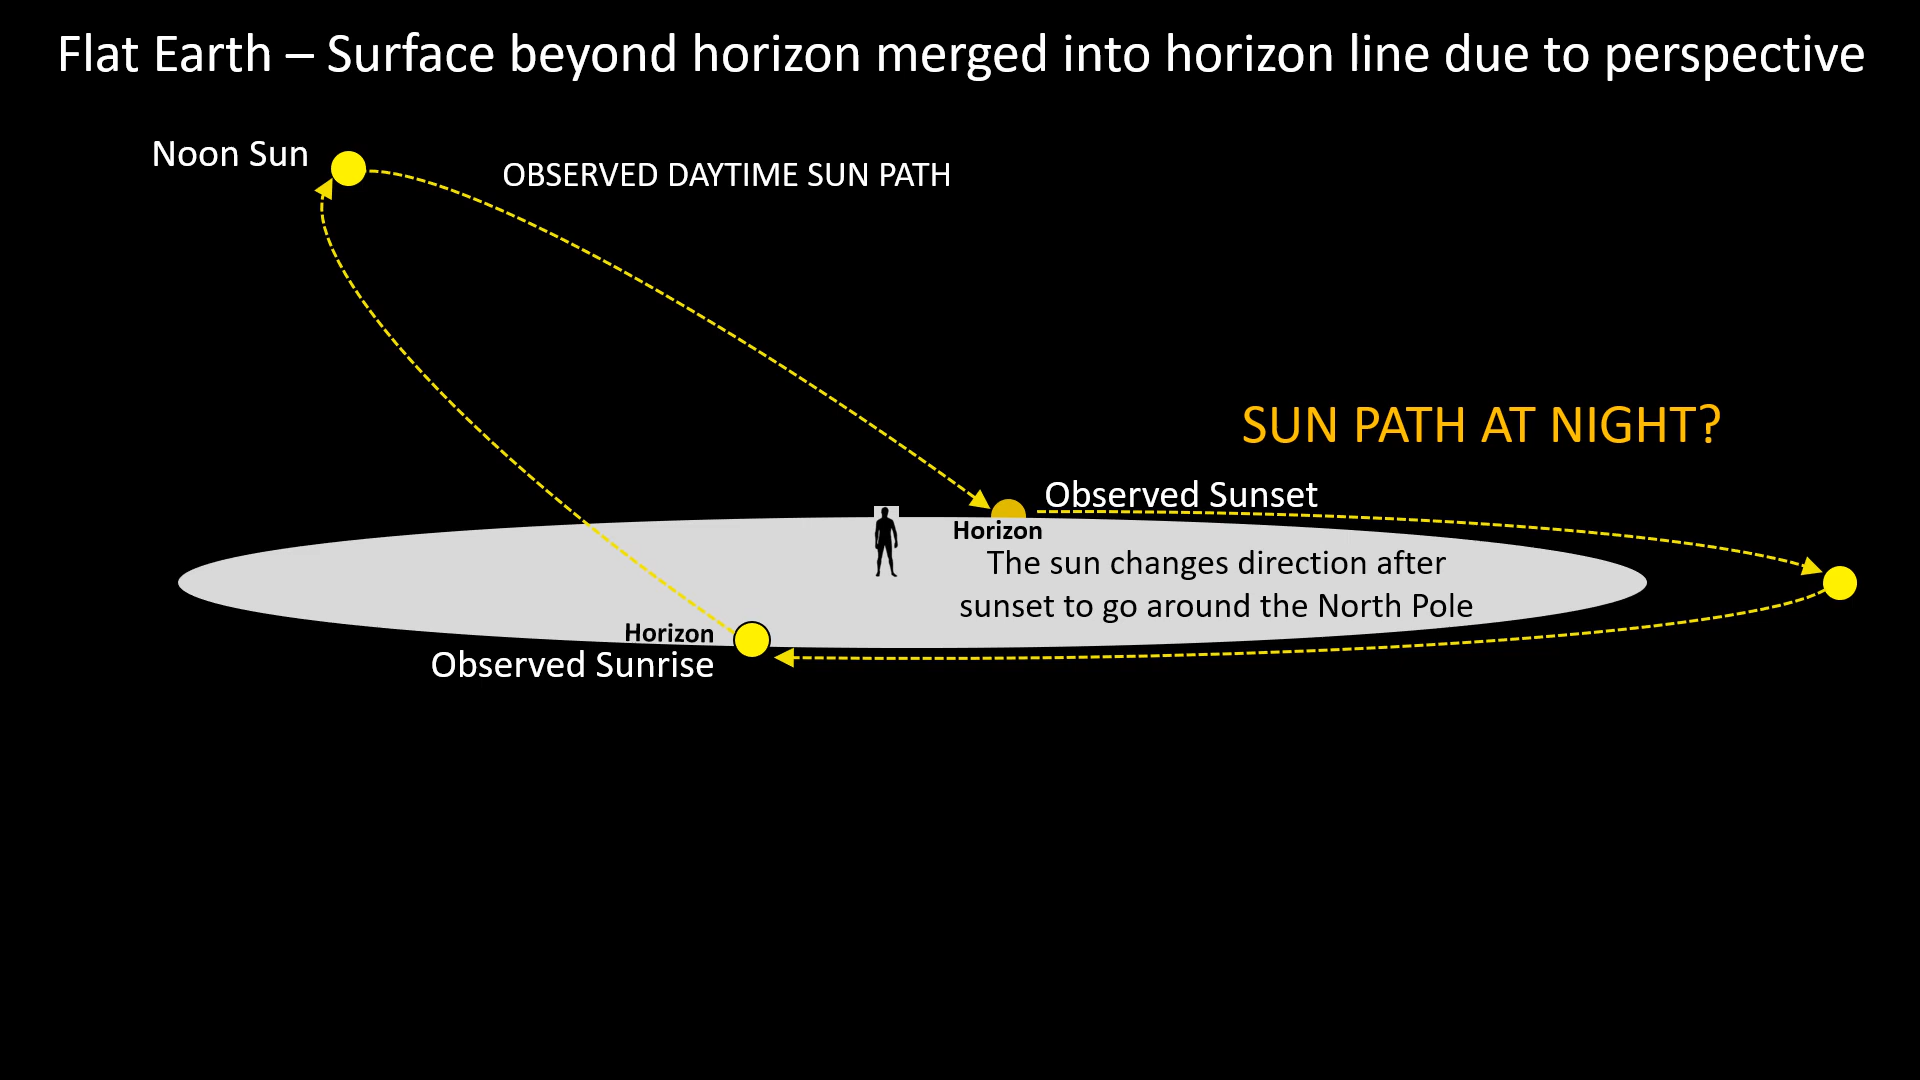 Flat Earth – Surface beyond horizon merged into horizon line due to perspective
Noon Sun
OBSERVED DAYTIME SUN PATH
SUN PATH AT NIGHT?
Observed Sunset
Horizon
The sun changes direction after
sunset to go around the North Pole
Horizon
Observed Sunrise